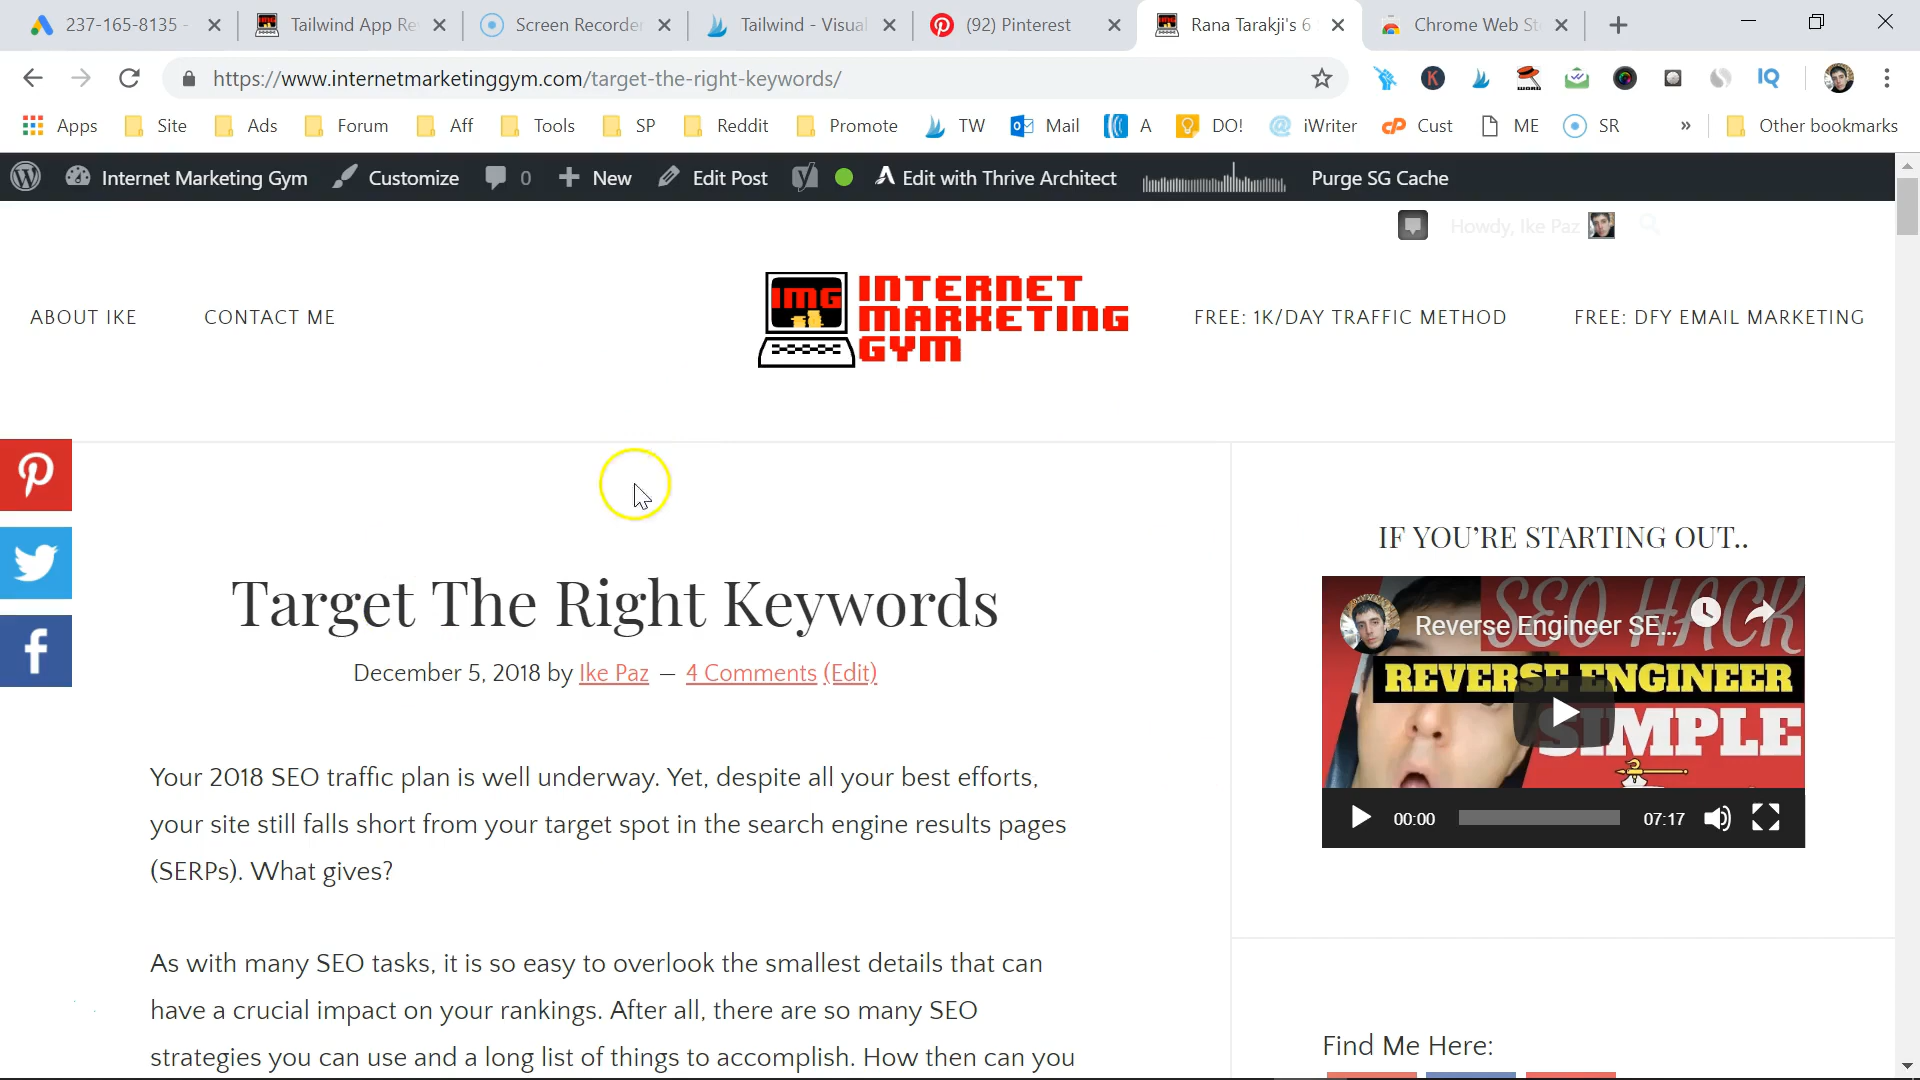 237-165-8135 -
Tailwind App Re
Screen Recorde
Tailwind - Visual
(92) Pinterest
Rana Tarakji's 6
Chrome Web St
https://www.internetmarketinggym.com/target-the-right-keywords/
K
WORD
IQ
Apps
Site
Ads
Forum
Aff
Tools
SP
Reddit
Promote
TW
Mail
A
DO!
iWriter
Cust
ME
SR
»
Other bookmarks
Internet Marketing Gym
Customize
0
New
Edit Post
Edit with Thrive Architect
Purge SG Cache
Howdy, Ike Paz
ABOUT IKE
CONTACT ME
IMG
INTERNET
MARKETING
GYM
FREE: 1K/DAY TRAFFIC METHOD
FREE: DFY EMAIL MARKETING
Target The Right Keywords
December 5, 2018 by Ike Paz — 4 Comments (Edit)
Your 2018 SEO traffic plan is well underway. Yet, despite all your best efforts,
your site still falls short from your target spot in the search engine results pages
(SERPs). What gives?
As with many SEO tasks, it is so easy to overlook the smallest details that can
have a crucial impact on your rankings. After all, there are so many SEO
strategies you can use and a long list of things to accomplish. How then can you
IF YOU'RE STARTING OUT..
SEO HACK
Reverse Engineer SE...
REVERSE ENGINEER
SIMPLE
00:00
07:17
Find Me Here: